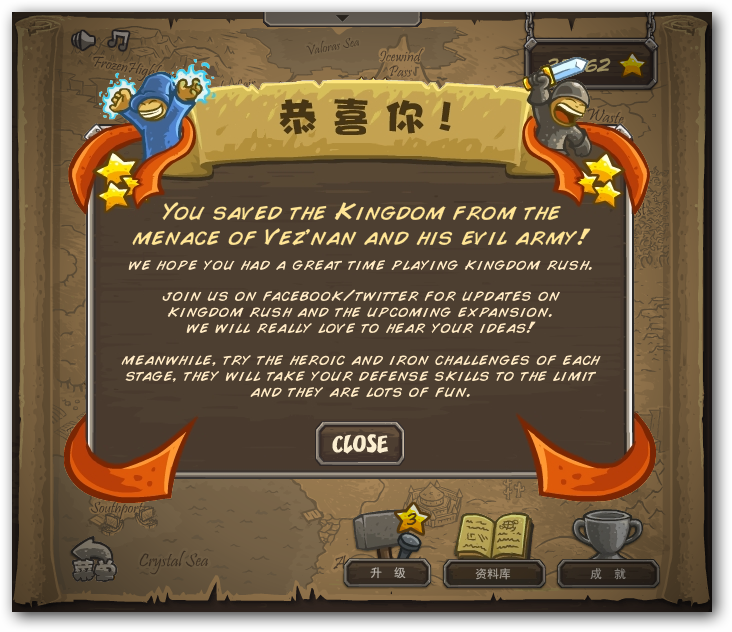 Valorar Sea
Icewind
Pass
62
Waste
恭喜你！
YOU SAVED THE KINGDOM FROM THE
MENACE OF VEZ'NAN AND HIS EVIL ARMY!
WE HOPE YOU HAD A GREAT TIME PLAYING KINGDOM RUSH.
JOIN US ON FACEBOOK/TWITTER FOR UPDATES ON
KINGDOM RUSH AND THE UPCOMING EXPANSION.
WE WILL REALLY LOVE TO HEAR YOUR IDEAS!
MEANWHILE, TRY THE HEROIC AND IRON CHALLENGES OF EACH
STAGE, THEY WILL TAKE YOUR DEFENSE SKILLS TO THE LIMIT
AND THEY ARE LOTS OF FUN.
CLOSE
Southport
3
Crystal Sea
菜单
升 级
资料库
成 就